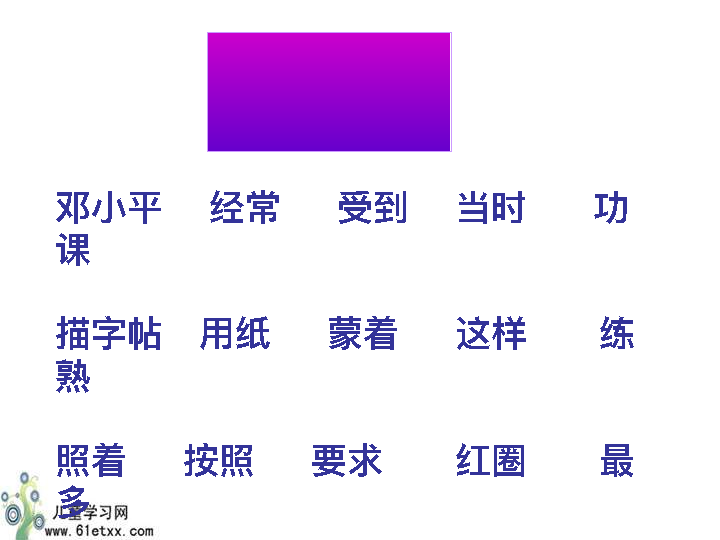 邓小平 经常 受到 当时 功
课
描字帖 用纸 蒙着 这样 练
熟
照着 按照 要求 红圈 最
多
儿童学习网
www.61etxx.com